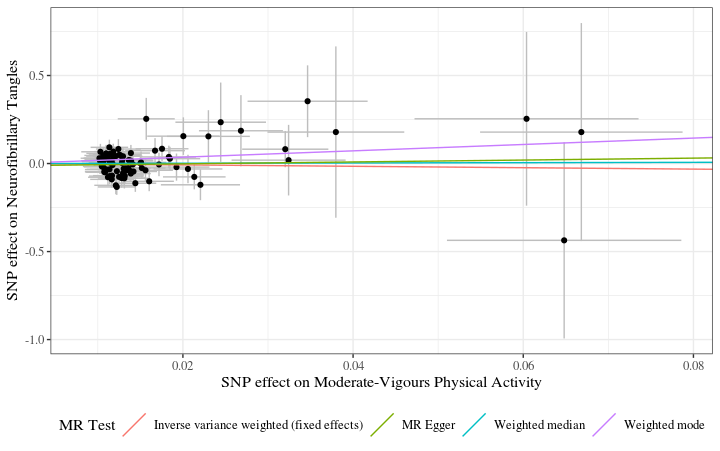 SNP effect on Neurofibrillary Tangles
0.5
0.0
-0.5
-1.0
0.02 0.04 0.06 0.08
SNP effect on Moderate-Vigours Physical Activity
MR Test Inverse variance weighted (fixed effects) MR Egger Weighted median Weighted mode